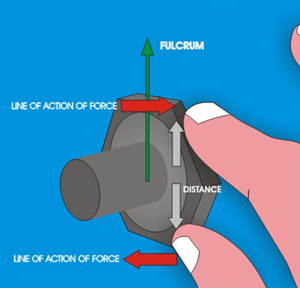 FULCRUM
LINE OF ACTION OF FORCE
DISTANCE
LINE OF ACTION OF FORCE